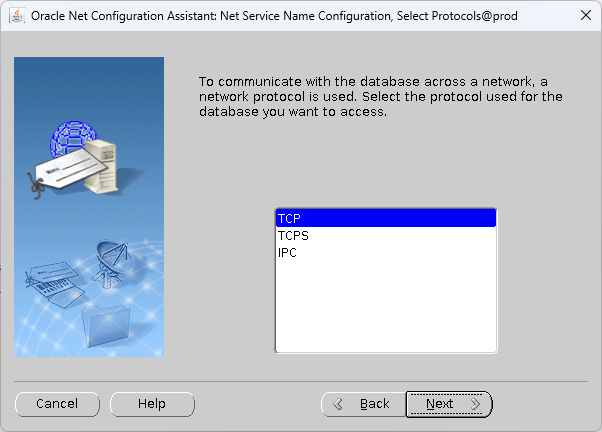 Oracle Net Configuration Assistant: Net Service Name Configuration, Select Protocols@prod
To communicate with the database across a network, a
network protocol is used. Select the protocol used for the
database you want to access.
TCP
TCPS
IPC
Cancel
Help
Back
Next